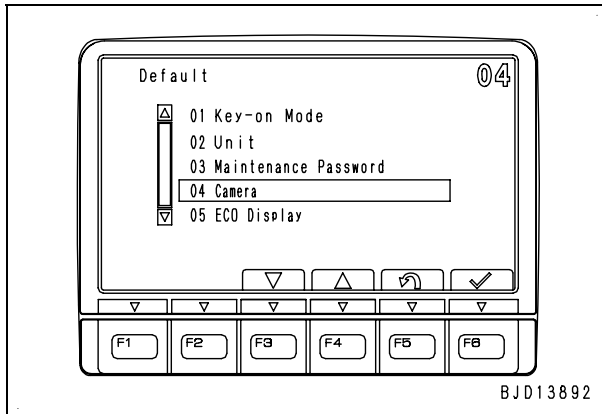 Default 04
01 Key-on Mode
02 Unit
03 Maintenance Password
04 Camera
05 ECO Display
F1 F2 F3 F4 F5 F6
BJD13892